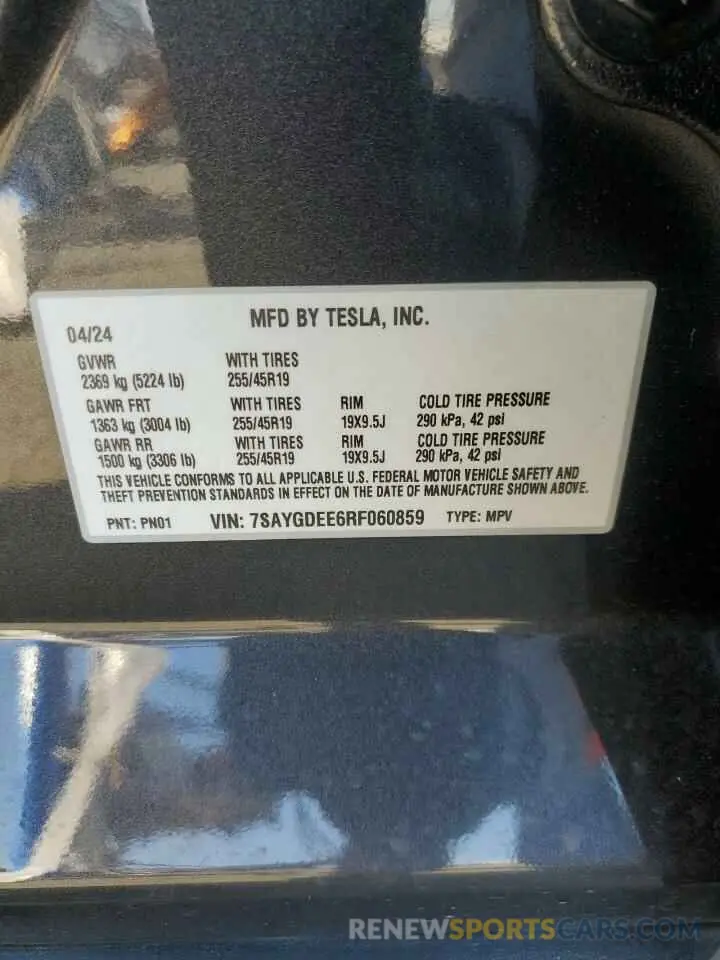 MFD BY TESLA, INC.
04/24
GVWR WITH TIRES
2369 kg (5224 lb) 255/45R19
GAWR FRT WITH TIRES RIM COLD TIRE PRESSURE
1363 kg (3004 lb) 255/45R19 19X9.5J 290 kPa, 42 psi
GAWR RR WITH TIRES RIM COLD TIRE PRESSURE
1500 kg (3306 lb) 255/45R19 19X9.5J 290 kPa, 42 psi
THIS VEHICLE CONFORMS TO ALL APPLICABLE U.S. FEDERAL MOTOR VEHICLE SAFETY AND
THEFT PREVENTION STANDARDS IN EFFECT ON THE DATE OF MANUFACTURE SHOWN ABOVE.
PNT: PN01 VIN: 7SAYGDEE6RF060859 TYPE: MPV
RENEWSPORTSCARS.COM